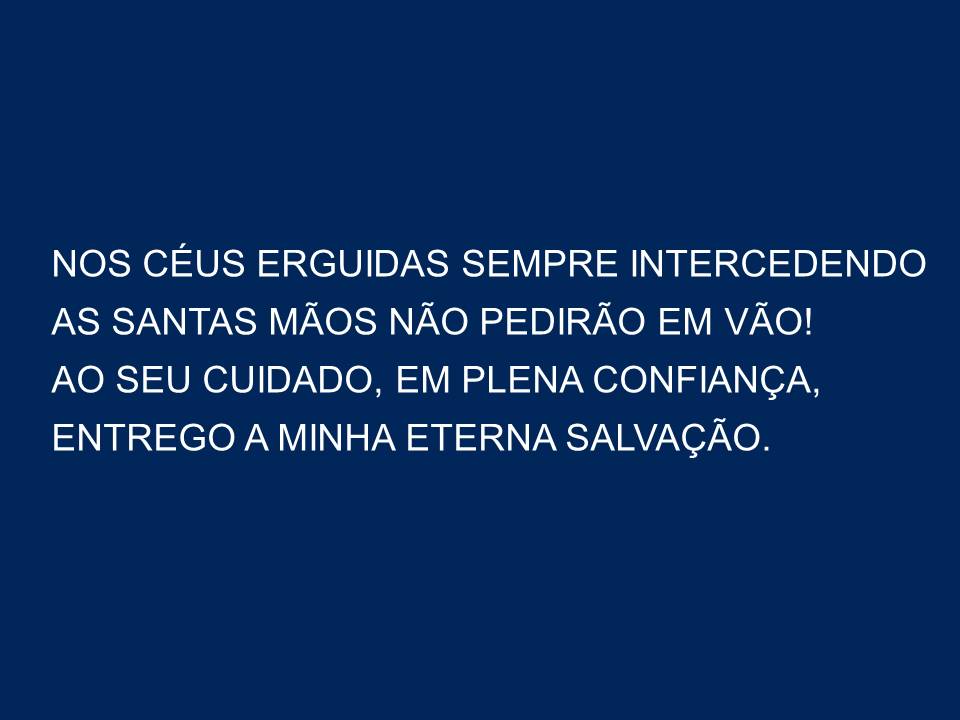 NOS CÉUS ERGUIDAS SEMPRE INTERCEDENDO
AS SANTAS MÃOS NÃO PEDIRÃO EM VÃO!
AO SEU CUIDADO, EM PLENA CONFIANÇA,
ENTREGO A MINHA ETERNA SALVAÇÃO.